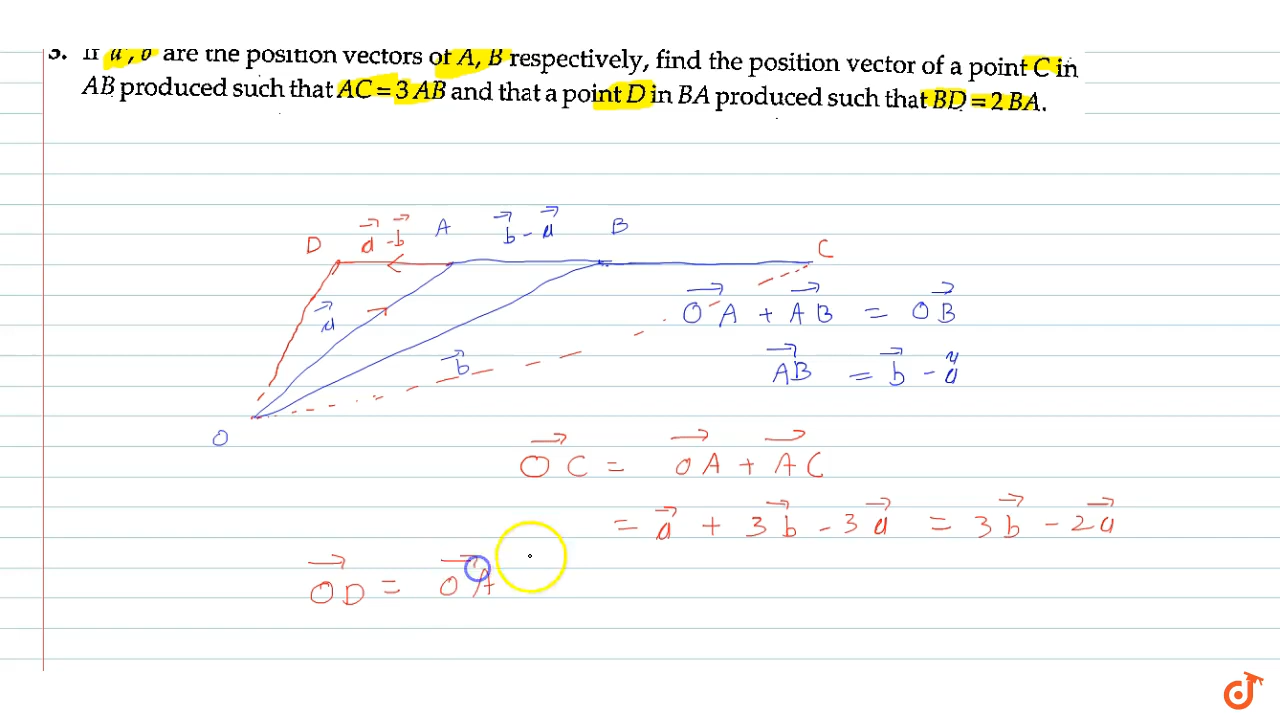 3. If a⃗, b⃗ are the position vectors of A, B respectively, find the position vector of a point C in
AB produced such that AC = 3 AB and that a point D in BA produced such that BD = 2 BA.
D a⃗ - b⃗ A b⃗ - a⃗ B C
a⃗
OA⃗ + AB⃗ = OB⃗
b⃗
AB⃗ = b⃗ - a⃗
O
OC⃗ = OA⃗ + AC⃗
= a⃗ + 3b⃗ - 3a⃗ = 3b⃗ - 2a⃗
OD⃗ = OA⃗